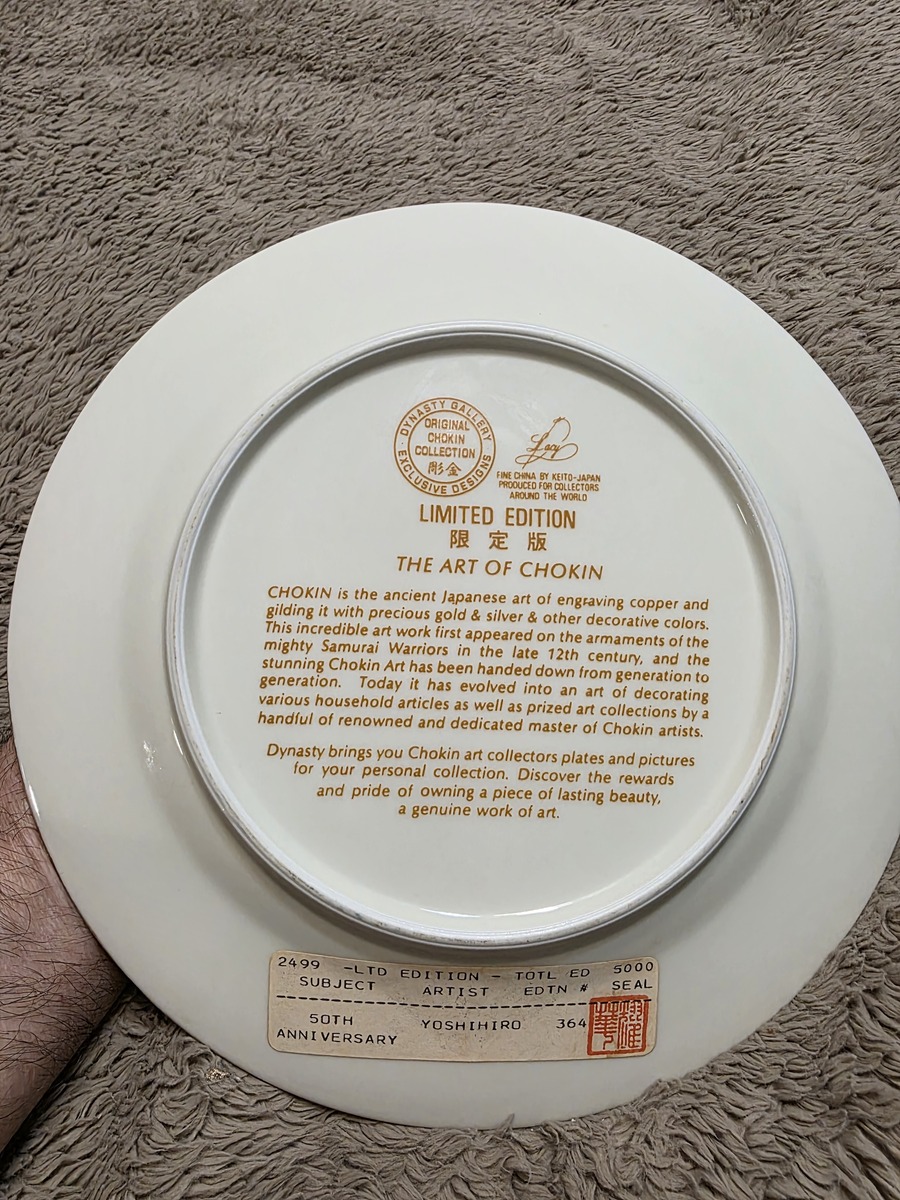 DYNASTY GALLERY
EXCLUSIVE DESIGNS
ORIGINAL
CHOKIN
COLLECTION
彫金
FINE CHINA BY KEITO-JAPAN
PRODUCED FOR COLLECTORS
AROUND THE WORLD
LIMITED EDITION
限定版
THE ART OF CHOKIN
CHOKIN is the ancient Japanese art of engraving copper and
gilding it with precious gold & silver & other decorative colors.
This incredible art work first appeared on the armaments of the
mighty Samurai Warriors in the late 12th century, and the
stunning Chokin Art has been handed down from generation to
generation. Today it has evolved into an art of decorating
various household articles as well as prized art collections by a
handful of renowned and dedicated master of Chokin artists.
Dynasty brings you Chokin art collectors plates and pictures
for your personal collection. Discover the rewards
and pride of owning a piece of lasting beauty,
a genuine work of art.
2499 -LTD EDITION - TOTL ED 5000
SUBJECT ARTIST EDTN # SEAL
50TH YOSHIHIRO 364
ANNIVERSARY